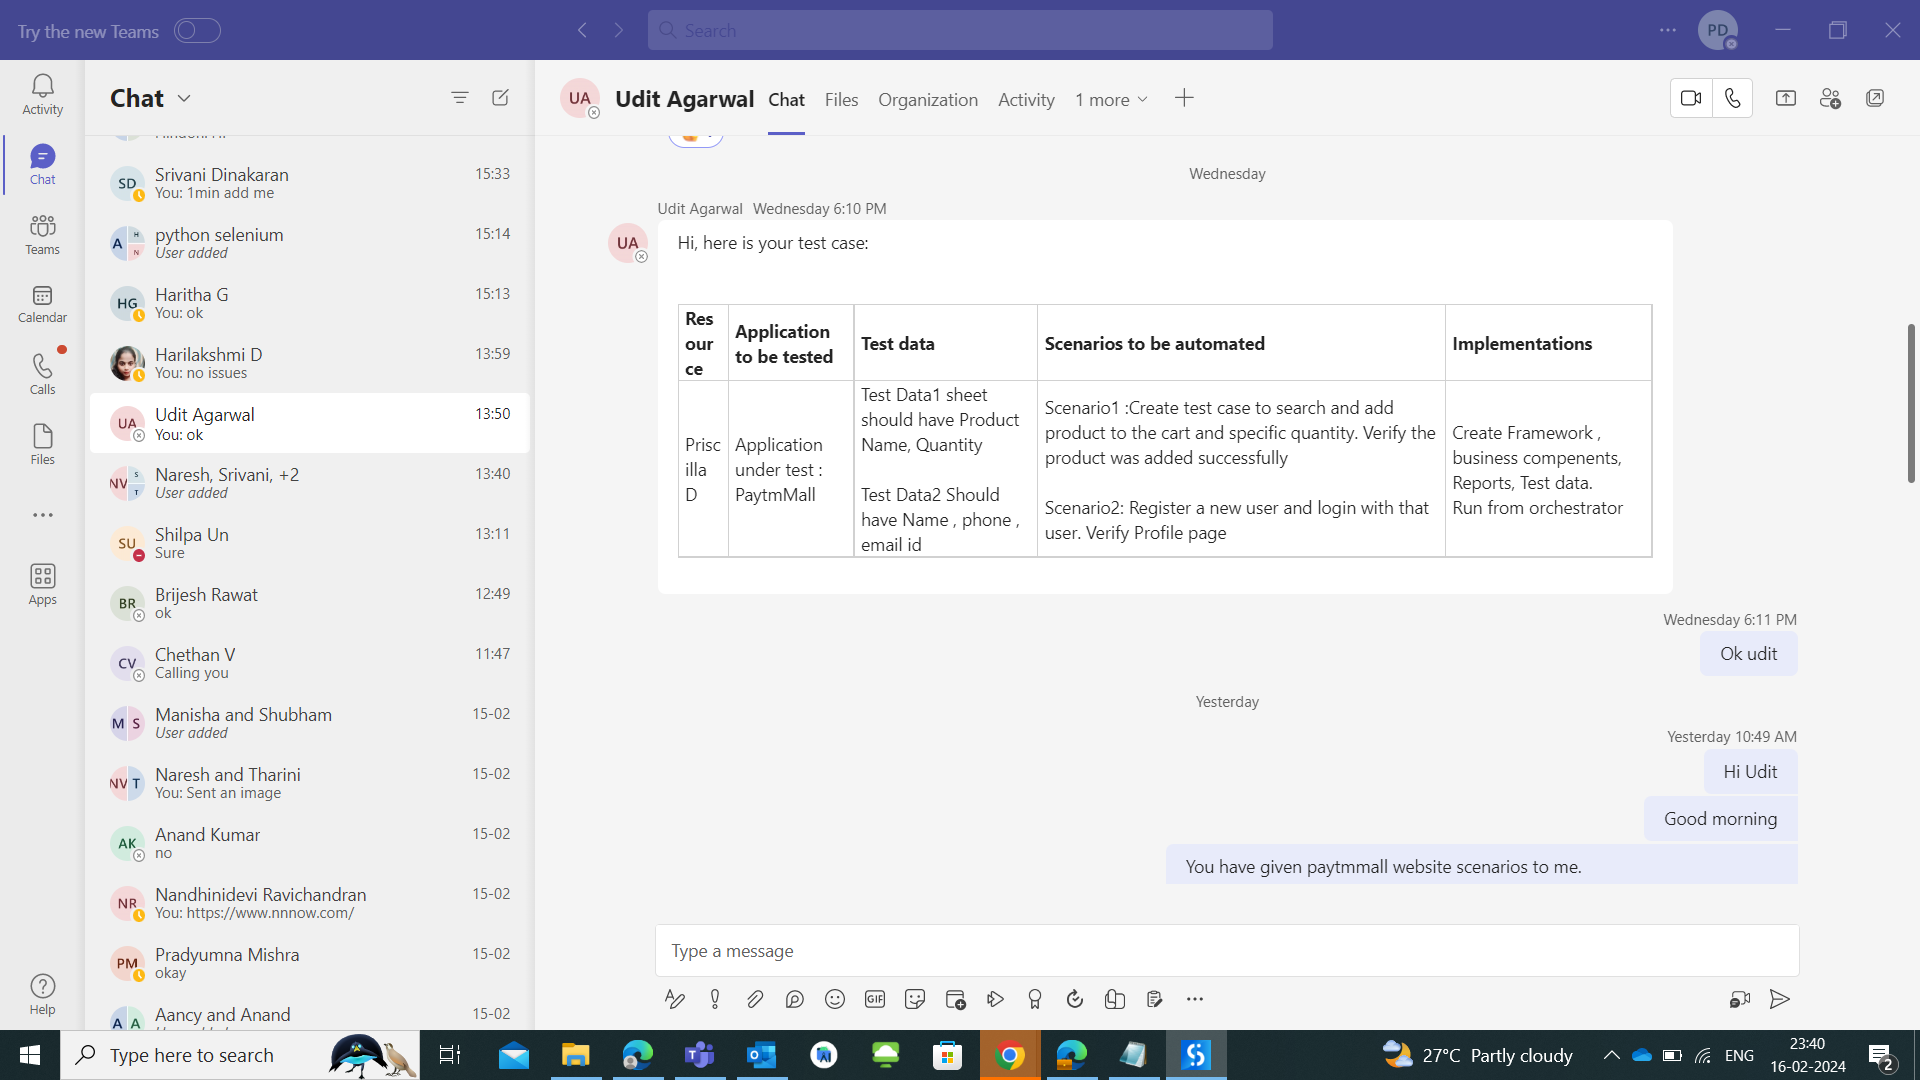 Try the new Teams
Search
PD
Activity
Chat
Teams
Calendar
Calls
Files
Apps
Help
Chat
SD
Srivani Dinakaran
15:33
You: 1min add me
A
H
N
python selenium
15:14
User added
HG
Haritha G
15:13
You: ok
Harilakshmi D
13:59
You: no issues
UA
Udit Agarwal
13:50
You: ok
NV
S
T
Naresh, Srivani, +2
13:40
User added
SU
Shilpa Un
13:11
Sure
BR
Brijesh Rawat
12:49
ok
CV
Chethan V
11:47
Calling you
M S
Manisha and Shubham
15-02
User added
NV T
Naresh and Tharini
15-02
You: Sent an image
AK
Anand Kumar
15-02
no
NR
Nandhinidevi Ravichandran
15-02
You: https://www.nnnow.com/
PM
Pradyumna Mishra
15-02
okay
A A
Aancy and Anand
15-02
UA
Udit Agarwal
Chat
Files
Organization
Activity
1 more
Wednesday
Udit Agarwal Wednesday 6:10 PM
UA
Hi, here is your test case:
Res
our
ce
Application
to be tested
Test data
Scenarios to be automated
Implementations
Prisc
illa
D
Application
under test :
PaytmMall
Test Data1 sheet
should have Product
Name, Quantity
Test Data2 Should
have Name , phone ,
email id
Scenario1 :Create test case to search and add
product to the cart and specific quantity. Verify the
product was added successfully
Scenario2: Register a new user and login with that
user. Verify Profile page
Create Framework ,
business compenents,
Reports, Test data.
Run from orchestrator
Wednesday 6:11 PM
Ok udit
Yesterday
Yesterday 10:49 AM
Hi Udit
Good morning
You have given paytmmall website scenarios to me.
Type a message
GIF
Type here to search
27°C Partly cloudy
ENG
23:40
16-02-2024
2